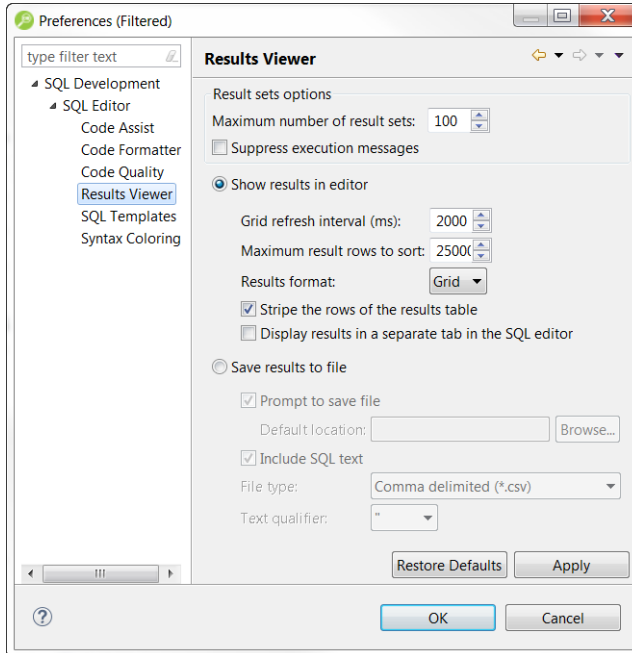 Preferences (Filtered)
type filter text
SQL Development
SQL Editor
Code Assist
Code Formatter
Code Quality
Results Viewer
SQL Templates
Syntax Coloring
Results Viewer
Result sets options
Maximum number of result sets: 100
Suppress execution messages
Show results in editor
Grid refresh interval (ms): 2000
Maximum result rows to sort: 2500
Results format: Grid
Stripe the rows of the results table
Display results in a separate tab in the SQL editor
Save results to file
Prompt to save file
Default location: Browse...
Include SQL text
File type: Comma delimited (*.csv)
Text qualifier: "
Restore Defaults Apply
? OK Cancel